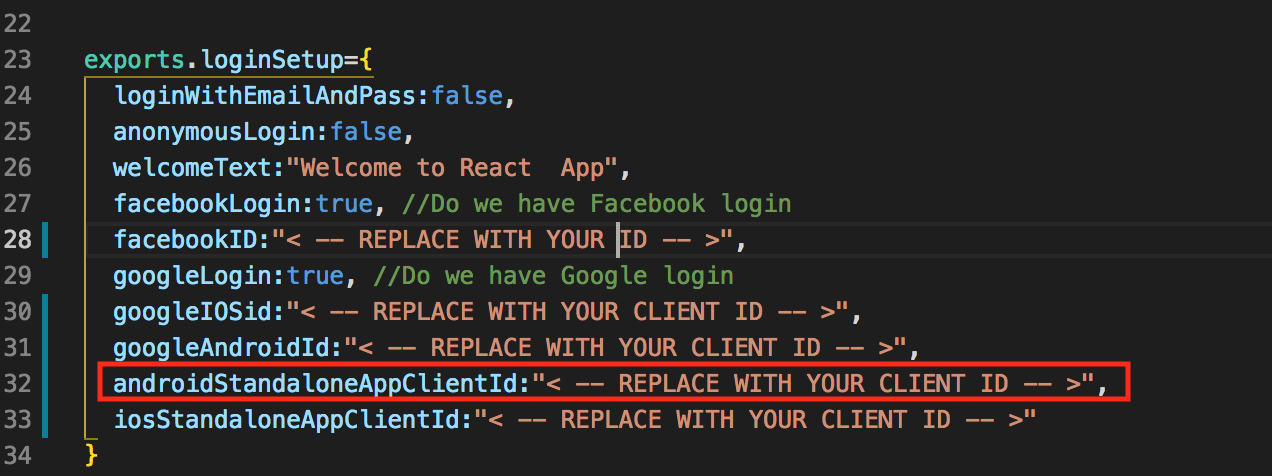 22
23 exports.loginSetup={
24 loginWithEmailAndPass:false,
25 anonymousLogin:false,
26 welcomeText:"Welcome to React  App",
27 facebookLogin:true, //Do we have Facebook login
28 facebookID:"< -- REPLACE WITH YOUR ID -- >",
29 googleLogin:true, //Do we have Google login
30 googleIOSid:"< -- REPLACE WITH YOUR CLIENT ID -- >",
31 googleAndroidId:"< -- REPLACE WITH YOUR CLIENT ID -- >",
32 androidStandaloneAppClientId:"< -- REPLACE WITH YOUR CLIENT ID -- >",
33 iosStandaloneAppClientId:"< -- REPLACE WITH YOUR CLIENT ID -- >"
34 }